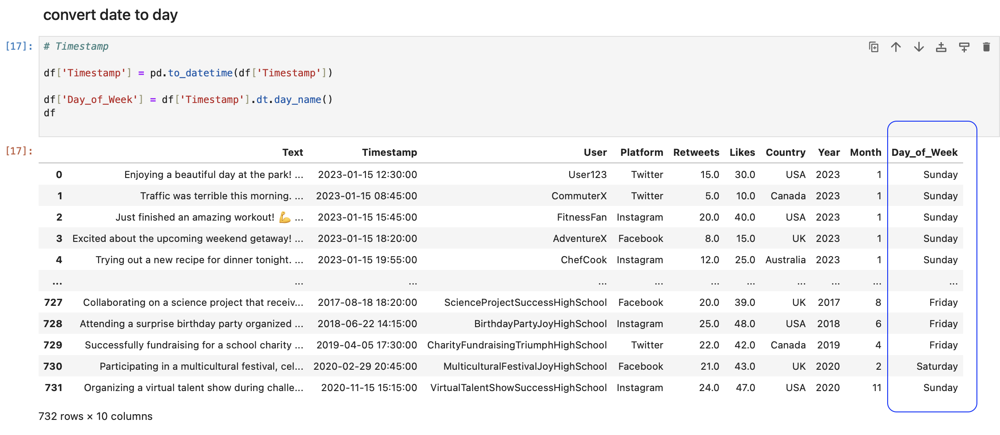 convert date to day
[17]: # Timestamp
df['Timestamp'] = pd.to_datetime(df['Timestamp'])
df['Day_of_Week'] = df['Timestamp'].dt.day_name()
df
[17]: Text Timestamp User Platform Retweets Likes Country Year Month Day_of_Week
0 Enjoying a beautiful day at the park! ... 2023-01-15 12:30:00 User123 Twitter 15.0 30.0 USA 2023 1 Sunday
1 Traffic was terrible this morning. ... 2023-01-15 08:45:00 CommuterX Twitter 5.0 10.0 Canada 2023 1 Sunday
2 Just finished an amazing workout! 💪 ... 2023-01-15 15:45:00 FitnessFan Instagram 20.0 40.0 USA 2023 1 Sunday
3 Excited about the upcoming weekend getaway! ... 2023-01-15 18:20:00 AdventureX Facebook 8.0 15.0 UK 2023 1 Sunday
4 Trying out a new recipe for dinner tonight. ... 2023-01-15 19:55:00 ChefCook Instagram 12.0 25.0 Australia 2023 1 Sunday
... ... ... ... ... ... ... ... ... ... ...
727 Collaborating on a science project that receiv... 2017-08-18 18:20:00 ScienceProjectSuccessHighSchool Facebook 20.0 39.0 UK 2017 8 Friday
728 Attending a surprise birthday party organized ... 2018-06-22 14:15:00 BirthdayPartyJoyHighSchool Instagram 25.0 48.0 USA 2018 6 Friday
729 Successfully fundraising for a school charity ... 2019-04-05 17:30:00 CharityFundraisingTriumphHighSchool Twitter 22.0 42.0 Canada 2019 4 Friday
730 Participating in a multicultural festival, cel... 2020-02-29 20:45:00 MulticulturalFestivalJoyHighSchool Facebook 21.0 43.0 UK 2020 2 Saturday
731 Organizing a virtual talent show during challe... 2020-11-15 15:15:00 VirtualTalentShowSuccessHighSchool Instagram 24.0 47.0 USA 2020 11 Sunday
732 rows × 10 columns